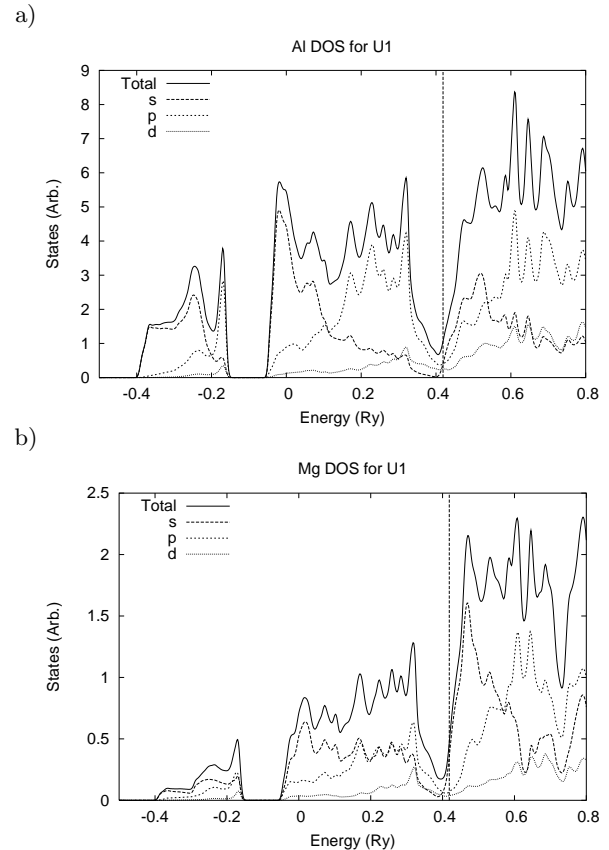 a)
Al DOS for U1
9
8
7
6
5
4
3
2
1
0
States (Arb.)
Total
s
p
d
-0.4 -0.2 0 0.2 0.4 0.6 0.8
Energy (Ry)
b)
Mg DOS for U1
2.5
2
1.5
1
0.5
0
States (Arb.)
Total
s
p
d
-0.4 -0.2 0 0.2 0.4 0.6 0.8
Energy (Ry)